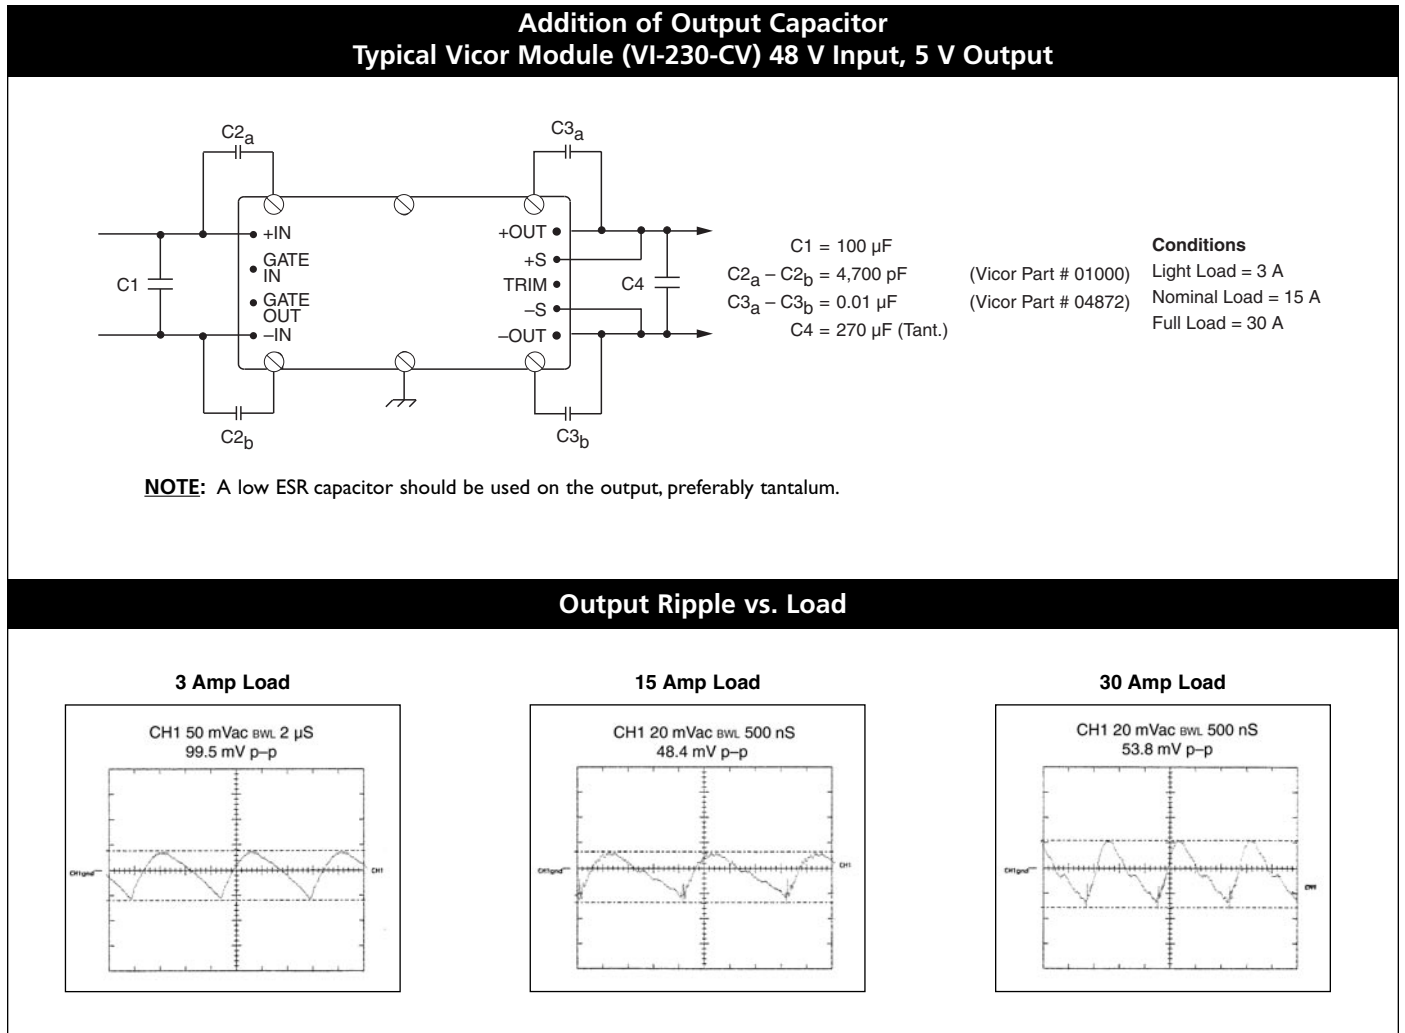 Addition of Output Capacitor
Typical Vicor Module (VI-230-CV) 48 V Input, 5 V Output
C2a
C3a
+IN
GATE
IN
GATE
OUT
–IN
C1
+OUT
+S
TRIM
–S
–OUT
C4
C2b
C3b
C1 = 100 µF
C2a – C2b = 4,700 pF (Vicor Part # 01000)
C3a – C3b = 0.01 µF (Vicor Part # 04872)
C4 = 270 µF (Tant.)
Conditions
Light Load = 3 A
Nominal Load = 15 A
Full Load = 30 A
NOTE: A low ESR capacitor should be used on the output, preferably tantalum.
Output Ripple vs. Load
3 Amp Load
CH1 50 mVac BWL 2 µS
99.5 mV p–p
CH1gnd
CH1
15 Amp Load
CH1 20 mVac BWL 500 nS
48.4 mV p–p
CH1gnd
CH1
30 Amp Load
CH1 20 mVac BWL 500 nS
53.8 mV p–p
CH1gnd
CH1